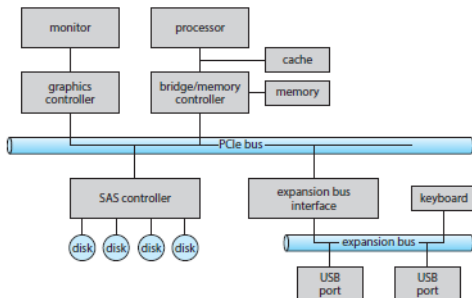 monitor
processor
cache
graphics
controller
bridge/memory
controller
memory
PCIe bus
SAS controller
expansion bus
interface
keyboard
disk
disk
disk
disk
expansion bus
USB
port
USB
port